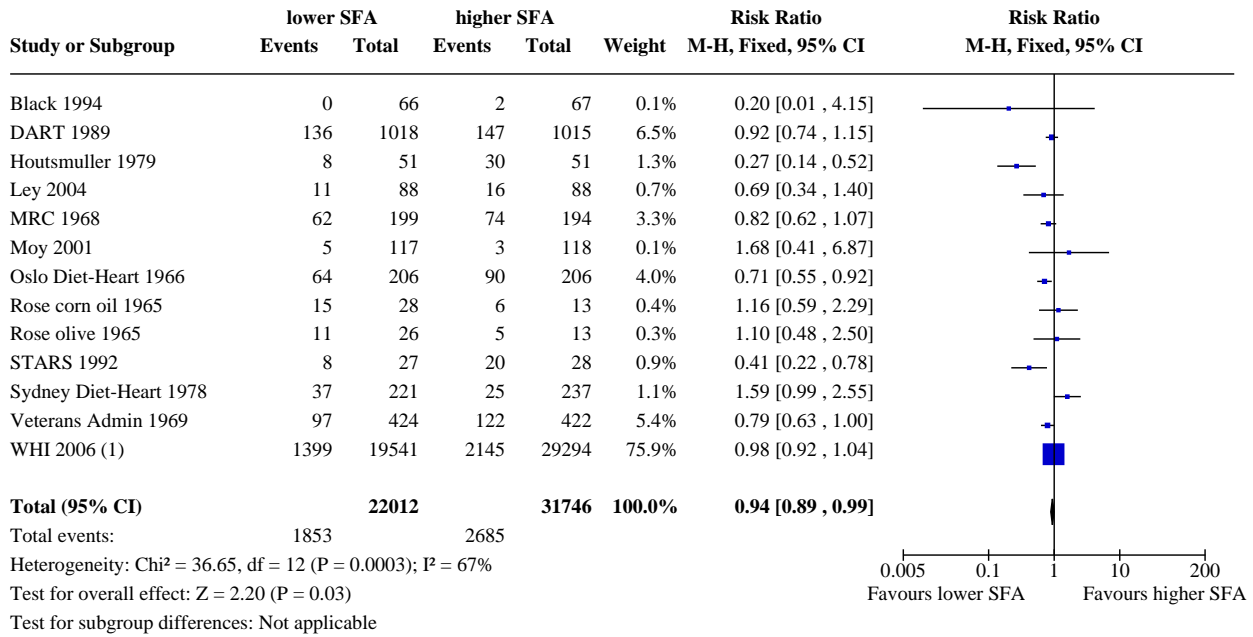 lower SFA higher SFA Risk Ratio Risk Ratio
Study or Subgroup Events Total Events Total Weight M-H, Fixed, 95% CI M-H, Fixed, 95% CI
Black 1994 0 66 2 67 0.1% 0.20 [0.01 , 4.15]
DART 1989 136 1018 147 1015 6.5% 0.92 [0.74 , 1.15]
Houtsmuller 1979 8 51 30 51 1.3% 0.27 [0.14 , 0.52]
Ley 2004 11 88 16 88 0.7% 0.69 [0.34 , 1.40]
MRC 1968 62 199 74 194 3.3% 0.82 [0.62 , 1.07]
Moy 2001 5 117 3 118 0.1% 1.68 [0.41 , 6.87]
Oslo Diet-Heart 1966 64 206 90 206 4.0% 0.71 [0.55 , 0.92]
Rose corn oil 1965 15 28 6 13 0.4% 1.16 [0.59 , 2.29]
Rose olive 1965 11 26 5 13 0.3% 1.10 [0.48 , 2.50]
STARS 1992 8 27 20 28 0.9% 0.41 [0.22 , 0.78]
Sydney Diet-Heart 1978 37 221 25 237 1.1% 1.59 [0.99 , 2.55]
Veterans Admin 1969 97 424 122 422 5.4% 0.79 [0.63 , 1.00]
WHI 2006 (1) 1399 19541 2145 29294 75.9% 0.98 [0.92 , 1.04]
Total (95% CI) 22012 31746 100.0% 0.94 [0.89 , 0.99]
Total events: 1853 2685
Heterogeneity: Chi² = 36.65, df = 12 (P = 0.0003); I² = 67%
0.005 0.1 1 10 200
Test for overall effect: Z = 2.20 (P = 0.03) Favours lower SFA Favours higher SFA
Test for subgroup differences: Not applicable